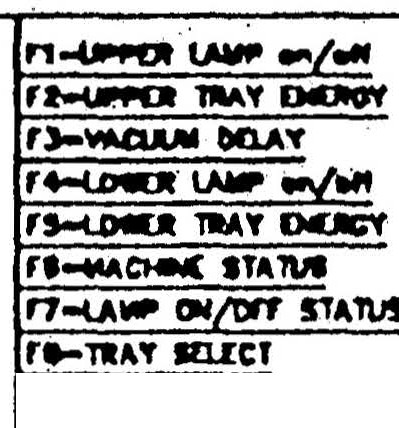 F1-UPPER LAMP on/off
F2-UPPER TRAY ENERGY
F3-VACUUM DELAY
F4-LOWER LAMP on/off
F5-LOWER TRAY ENERGY
F6-MACHINE STATUS
F7-LAMP ON/OFF STATUS
F8-TRAY SELECT